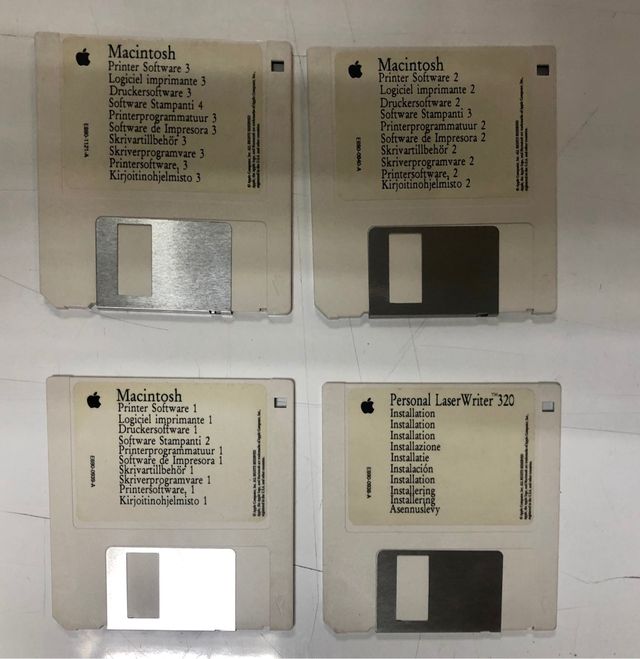 Macintosh
Printer Software 3
Logiciel imprimante 3
Druckersoftware 3
Software Stampanti 4
Printerprogrammatuur 3
Software de Impresora 3
Skrivartillbehör 3
Skriverprogramvare 3
Printersoftware, 3
Kirjoitinohjelmisto 3
Macintosh
Printer Software 2
Logiciel imprimante 2
Druckersoftware 2
Software Stampanti 3
Printerprogrammatuur 2
Software de Impresora 2
Skrivartillbehör 2
Skriverprogramvare 2
Printersoftware, 2
Kirjoitinohjelmisto 2
Macintosh
Printer Software 1
Logiciel imprimante 1
Druckersoftware 1
Software Stampanti 2
Printerprogrammatuur 1
Software de Impresora 1
Skrivartillbehör 1
Skriverprogramvare 1
Printersoftware, 1
Kirjoitinohjelmisto 1
Personal LaserWriter™ 320
Installation
Installation
Installation
Installazione
Installatie
Instalación
Installation
Installering
Installering
Asennuslevy